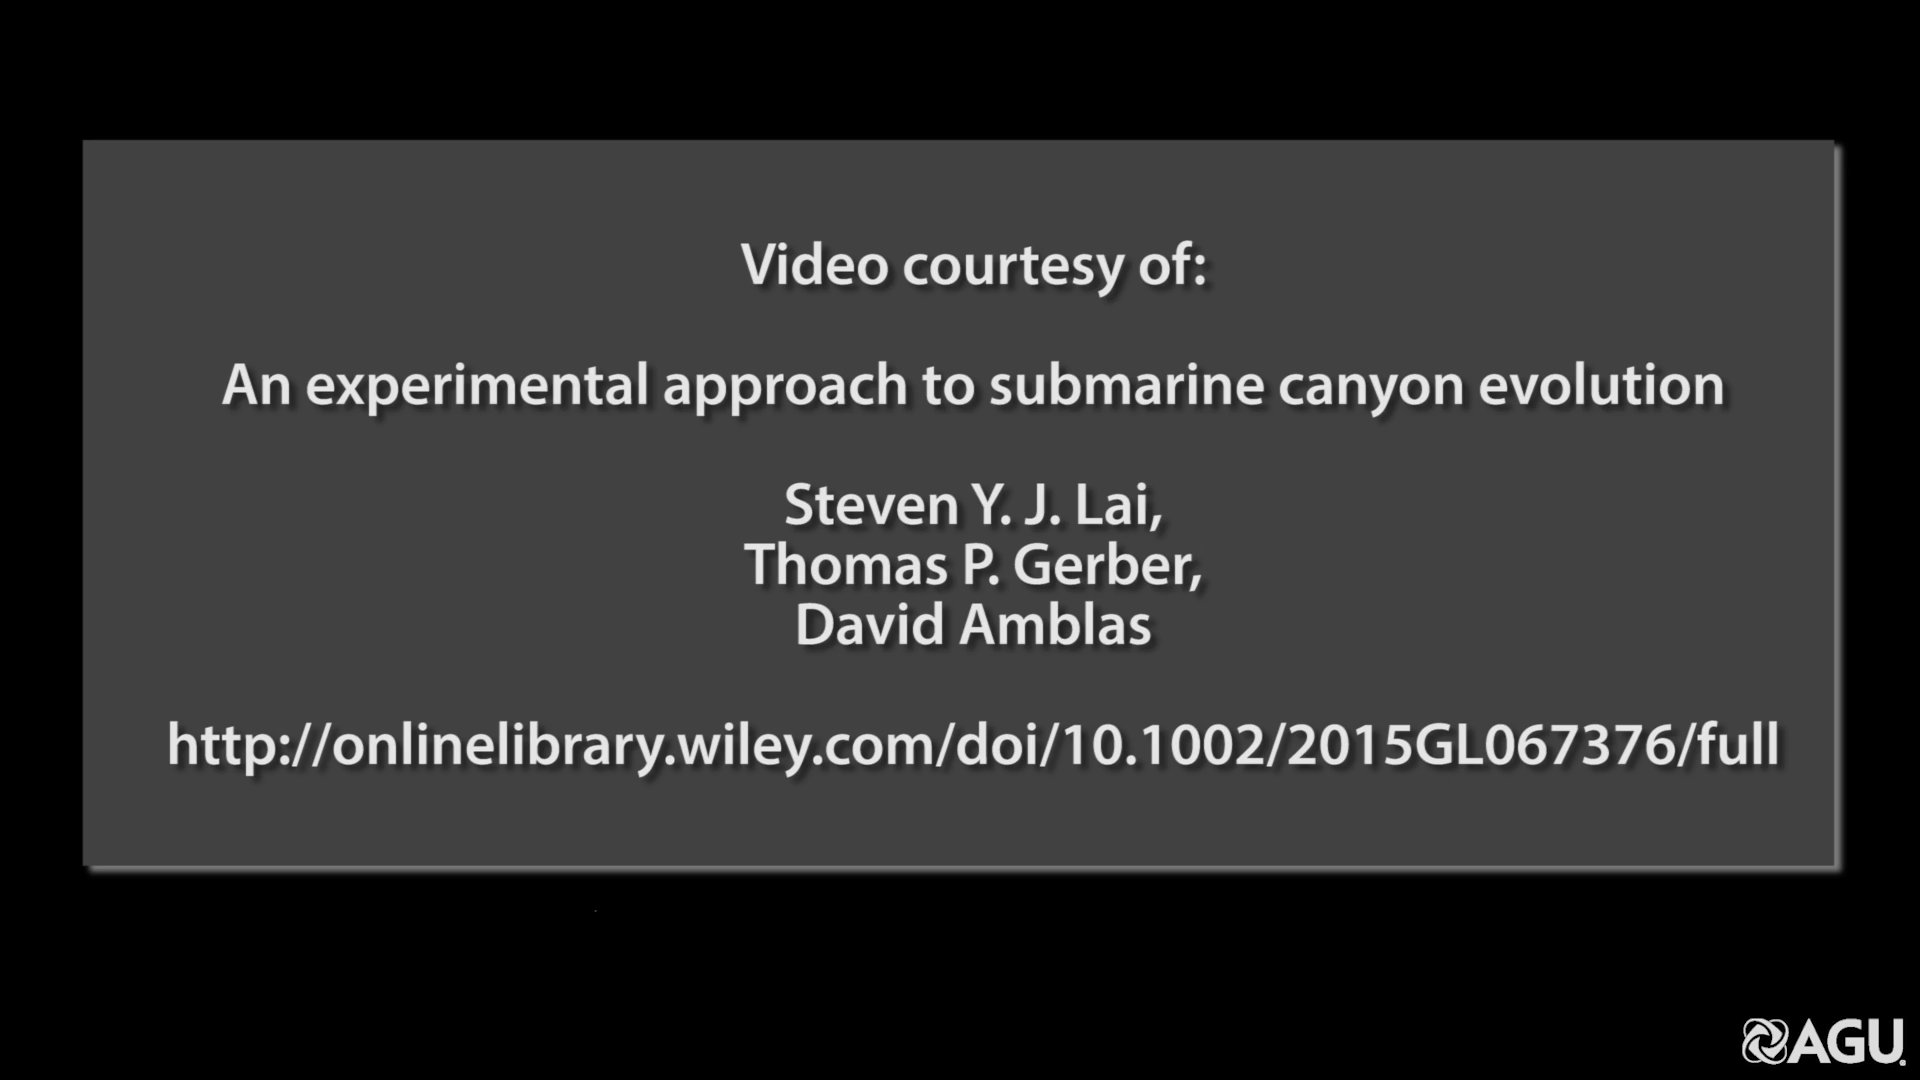 Video courtesy of:
An experimental approach to submarine canyon evolution
Steven Y. J. Lai,
Thomas P. Gerber,
David Amblas
http://onlinelibrary.wiley.com/doi/10.1002/2015GL067376/full
AGU